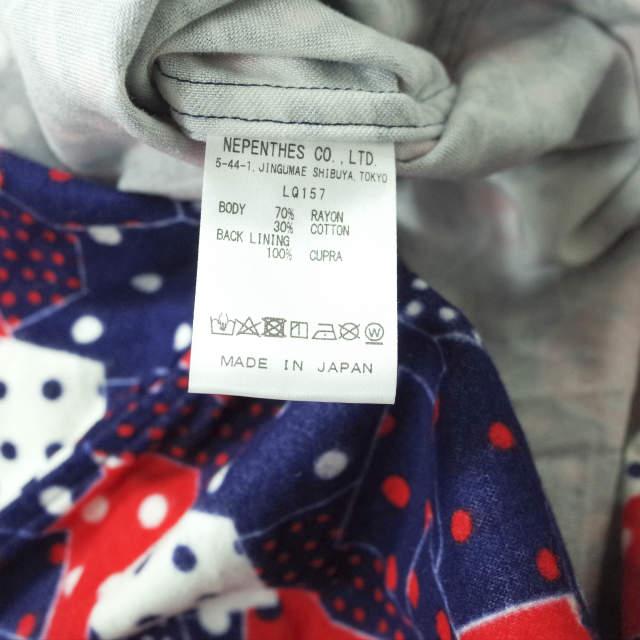 NEPENTHES CO.,LTD.
5-44-1, JINGUMAE SHIBUYA, TOKYO
LQ157
BODY 70% RAYON
30% COTTON
BACK LINING
100% CUPRA
MADE IN JAPAN